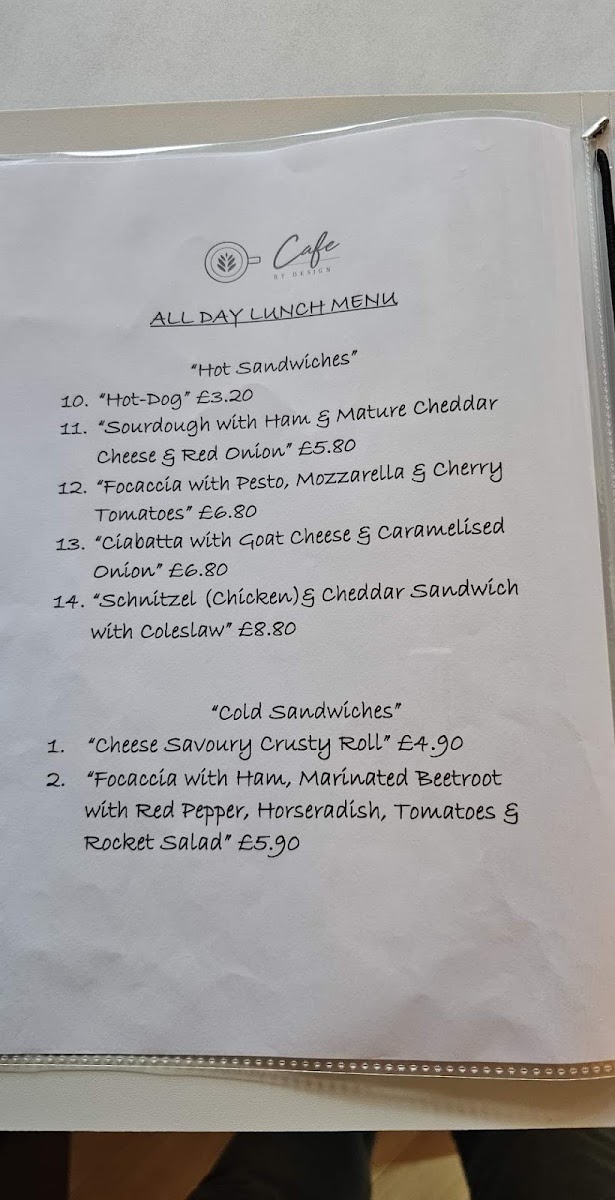 Cafe
BY DESIGN
ALL DAY LUNCH MENU
"Hot Sandwiches"
10. "Hot-Dog" £3.20
11. "Sourdough with Ham & Mature Cheddar
Cheese & Red Onion" £5.80
12. "Focaccia with Pesto, Mozzarella & Cherry
Tomatoes" £6.80
13. "Ciabatta with Goat Cheese & Caramelised
Onion" £6.80
14. "Schnitzel (Chicken)& Cheddar Sandwich
with Coleslaw" £8.80
"Cold Sandwiches"
1. "Cheese Savoury Crusty Roll" £4.90
2. "Focaccia with Ham, Marinated Beetroot
with Red Pepper, Horseradish, Tomatoes &
Rocket Salad" £5.90